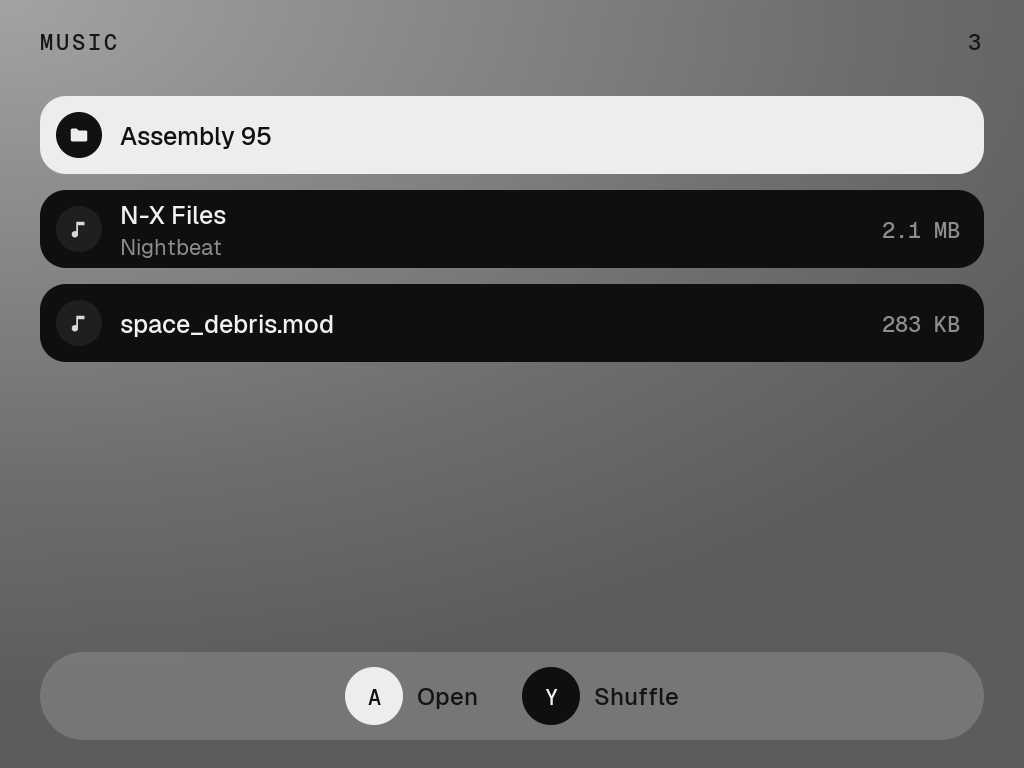 MUSIC
3
Assembly 95
N-X Files
Nightbeat
2.1 MB
space_debris.mod
283 KB
A Open Y Shuffle